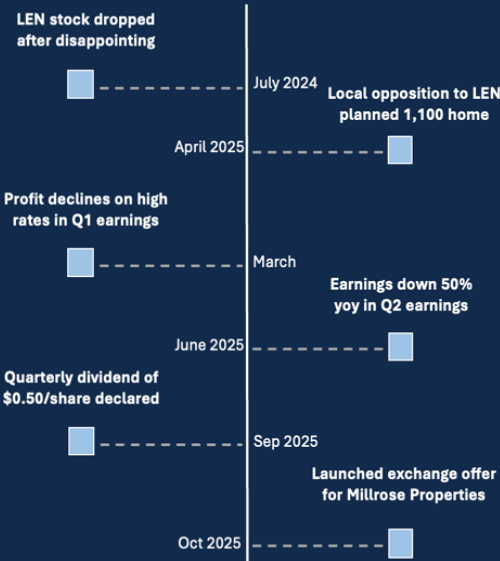 LEN stock dropped
after disappointing
July 2024
Local opposition to LEN
planned 1,100 home
April 2025
Profit declines on high
rates in Q1 earnings
March
Earnings down 50%
yoy in Q2 earnings
June 2025
Quarterly dividend of
$0.50/share declared
Sep 2025
Launched exchange offer
for Millrose Properties
Oct 2025